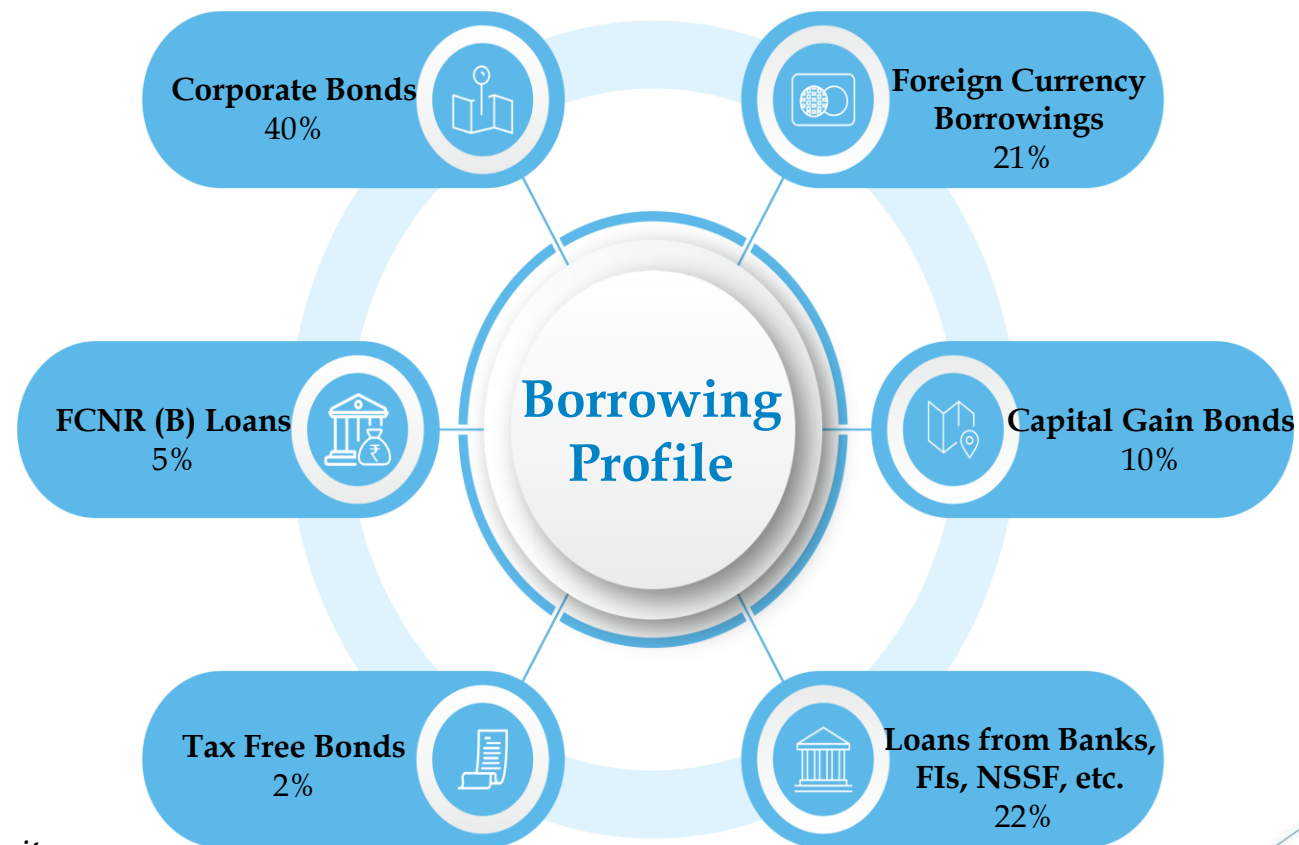 Corporate Bonds
40%
Foreign Currency
Borrowings
21%
FCNR (B) Loans
5%
Borrowing
Profile
Capital Gain Bonds
10%
Tax Free Bonds
2%
Loans from Banks,
FIs, NSSF, etc.
22%
₹